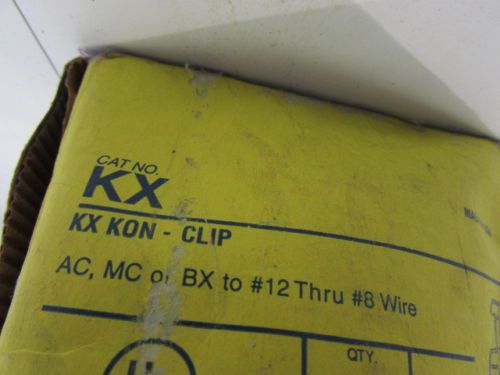 CAT NO.
KX
KX KON - CLIP
AC, MC or BX to #12 Thru #8 Wire
QTY.